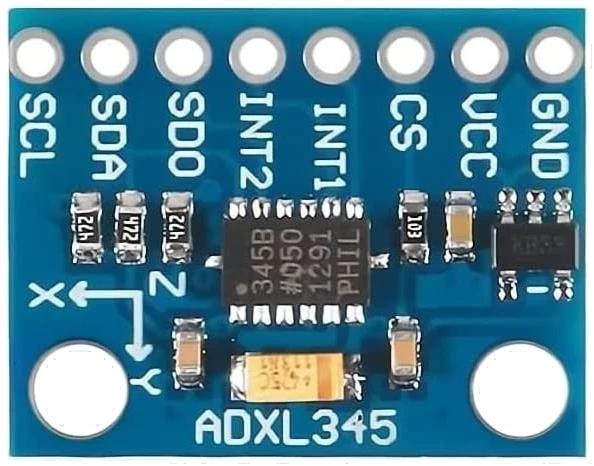 SCL
SDA
SDO
INT2
INT1
CS
VCC
GND
472
472
472
345B
#050
1291
PHIL
103
X
Z
Y
ADXL345